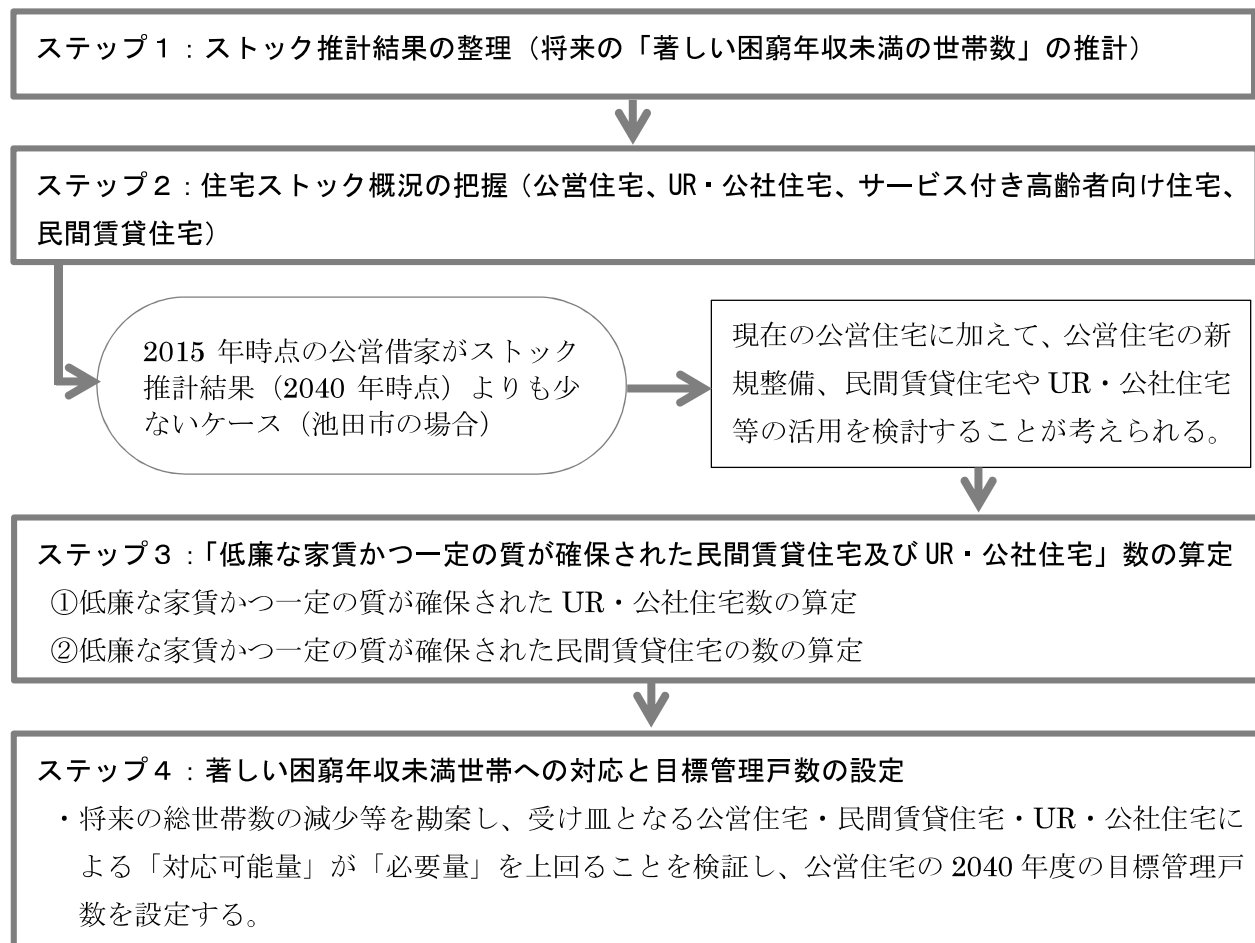 ステップ１：ストック推計結果の整理（将来の「著しい困窮年収未満の世帯数」の推計）
ステップ２：住宅ストック概況の把握（公営住宅、UR・公社住宅、サービス付き高齢者向け住宅、
民間賃貸住宅）
2015 年時点の公営借家がストック
推計結果（2040 年時点）よりも少
ないケース（池田市の場合）
現在の公営住宅に加えて、公営住宅の新
規整備、民間賃貸住宅や UR・公社住宅
等の活用を検討することが考えられる。
ステップ３：「低廉な家賃かつ一定の質が確保された民間賃貸住宅及び UR・公社住宅」数の算定
①低廉な家賃かつ一定の質が確保された UR・公社住宅数の算定
②低廉な家賃かつ一定の質が確保された民間賃貸住宅の数の算定
ステップ４：著しい困窮年収未満世帯への対応と目標管理戸数の設定
・将来の総世帯数の減少等を勘案し、受け皿となる公営住宅・民間賃貸住宅・UR・公社住宅に
よる「対応可能量」が「必要量」を上回ることを検証し、公営住宅の 2040 年度の目標管理戸
数を設定する。